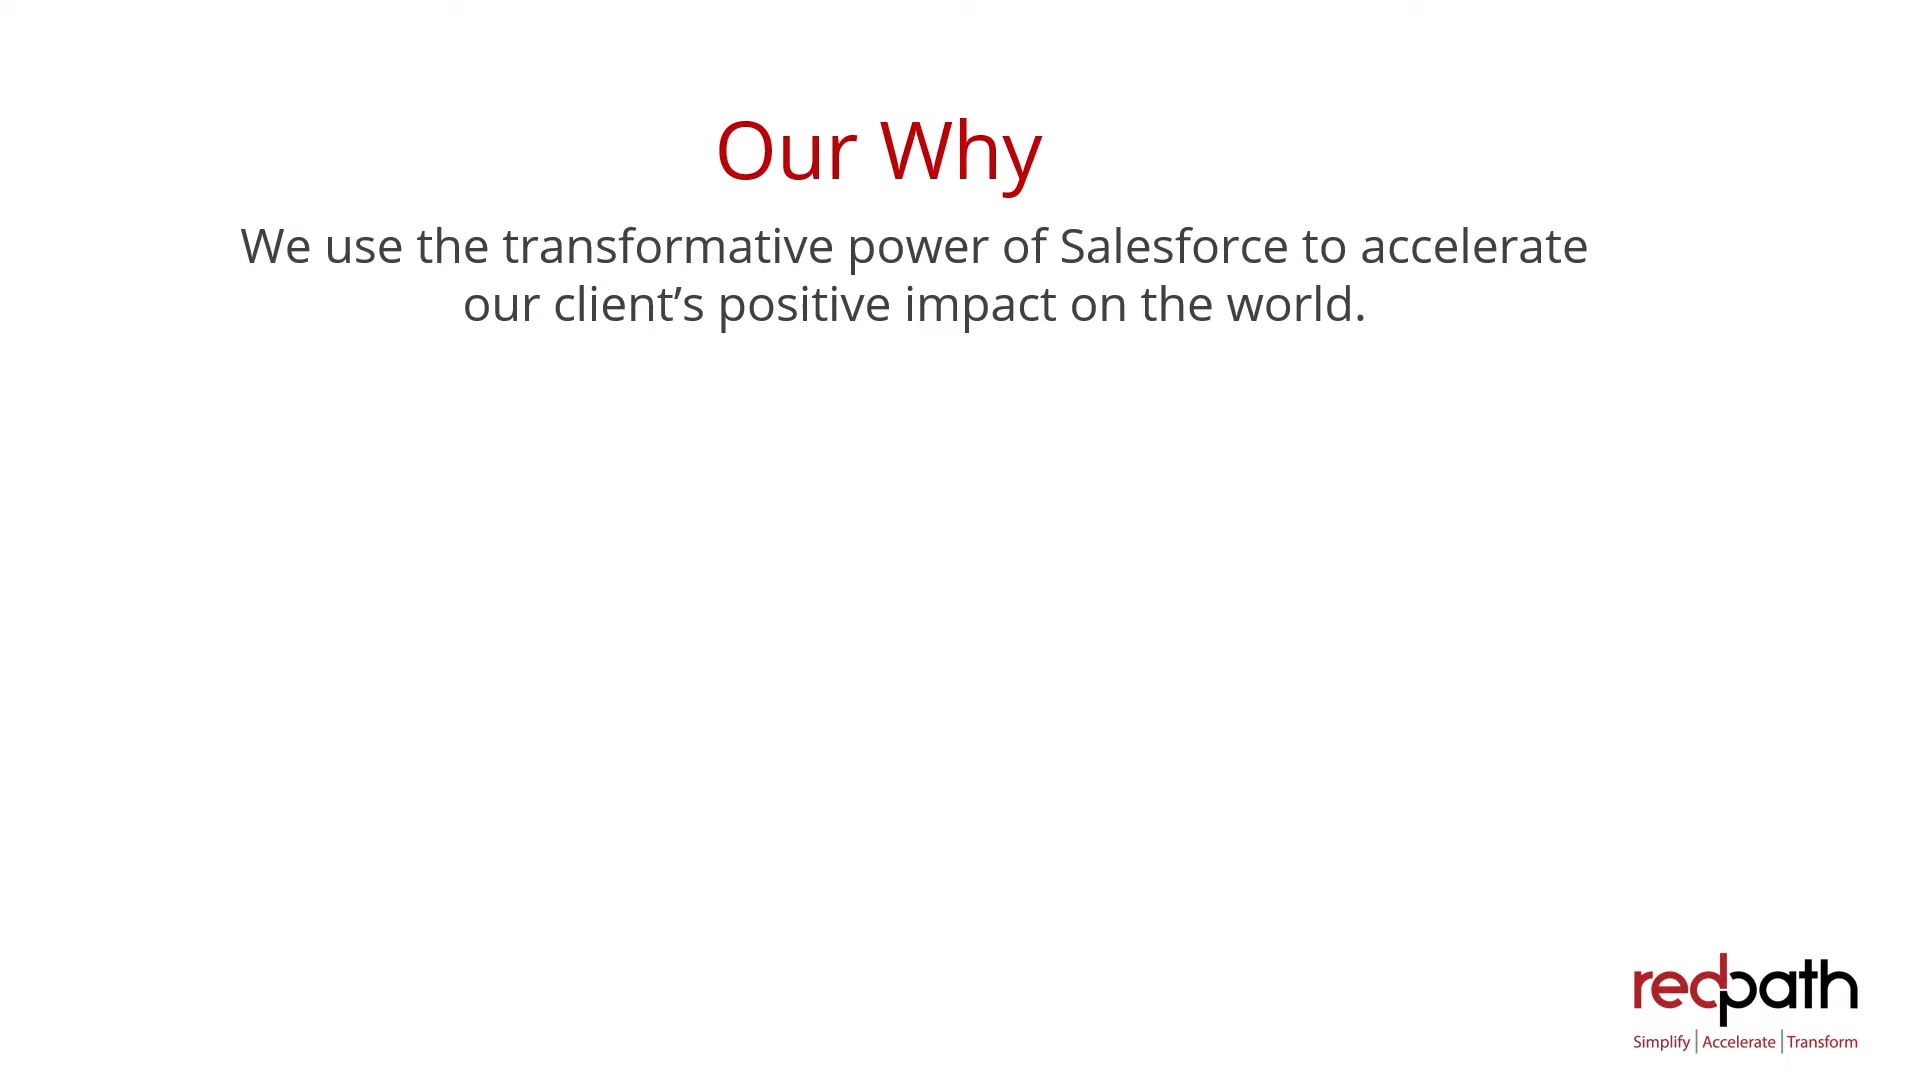 Our Why
We use the transformative power of Salesforce to accelerate
our client’s positive impact on the world.
redpath
Simplify | Accelerate | Transform